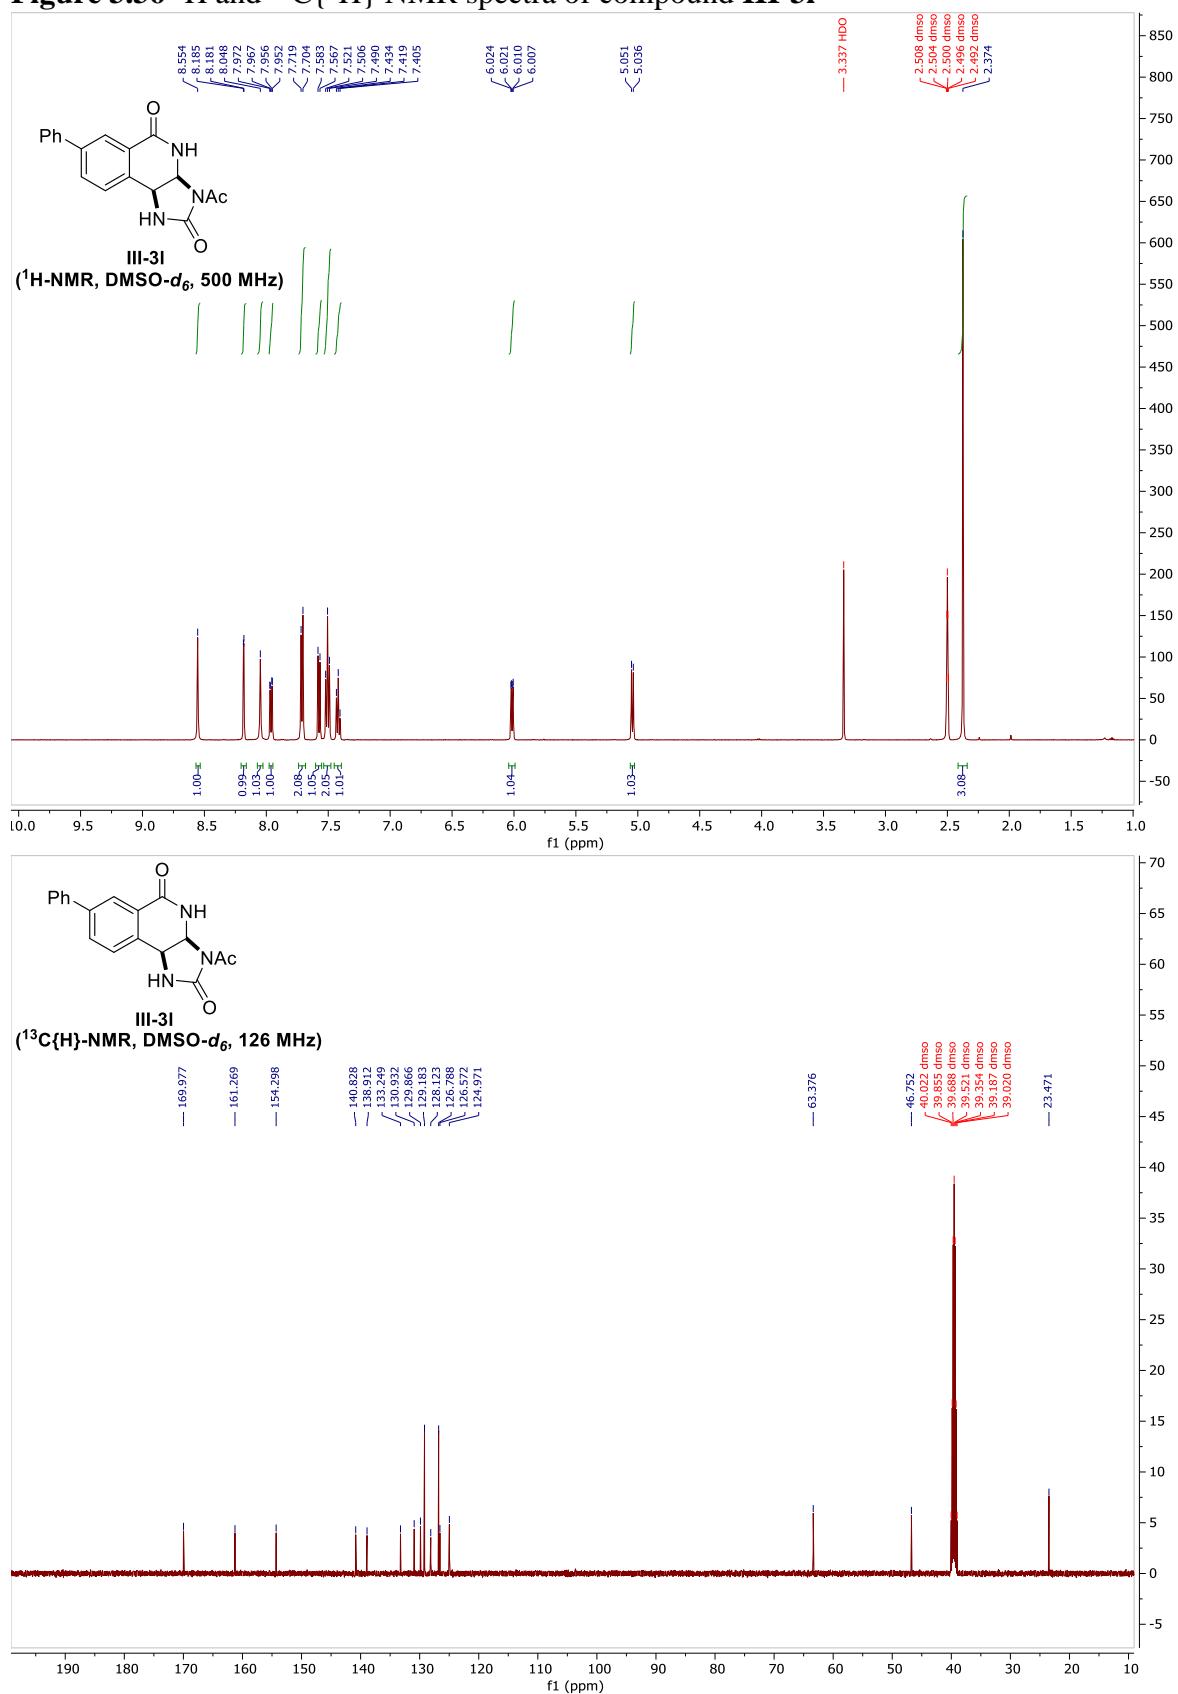 Figure 3.36 ¹H and ¹³C{¹H} NMR spectra of compound III-3l
8.554
8.185
8.181
8.048
7.972
7.967
7.956
7.952
7.719
7.704
7.583
7.567
7.521
7.506
7.490
7.434
7.419
7.405
6.024
6.021
6.010
6.007
5.051
5.036
3.337 HDO
2.508 dmso
2.504 dmso
2.500 dmso
2.496 dmso
2.492 dmso
2.374
O
Ph
NH
NAc
HN
O
III-3l
(¹H-NMR, DMSO-d₆, 500 MHz)
850
800
750
700
650
600
550
500
450
400
350
300
250
200
150
100
50
0
-50
1.00
0.99
1.03
1.00
2.08
1.05
2.05
1.01
1.04
1.03
3.08
10.0 9.5 9.0 8.5 8.0 7.5 7.0 6.5 6.0 5.5 5.0 4.5 4.0 3.5 3.0 2.5 2.0 1.5 1.0
f1 (ppm)
O
Ph
NH
NAc
HN
O
III-3l
(¹³C{H}-NMR, DMSO-d₆, 126 MHz)
169.977
161.269
154.298
140.828
138.912
133.249
130.932
129.866
129.183
128.123
126.788
126.572
124.971
63.376
46.752
40.022 dmso
39.855 dmso
39.688 dmso
39.521 dmso
39.354 dmso
39.187 dmso
39.020 dmso
23.471
70
65
60
55
50
45
40
35
30
25
20
15
10
5
0
-5
190 180 170 160 150 140 130 120 110 100 90 80 70 60 50 40 30 20 10
f1 (ppm)